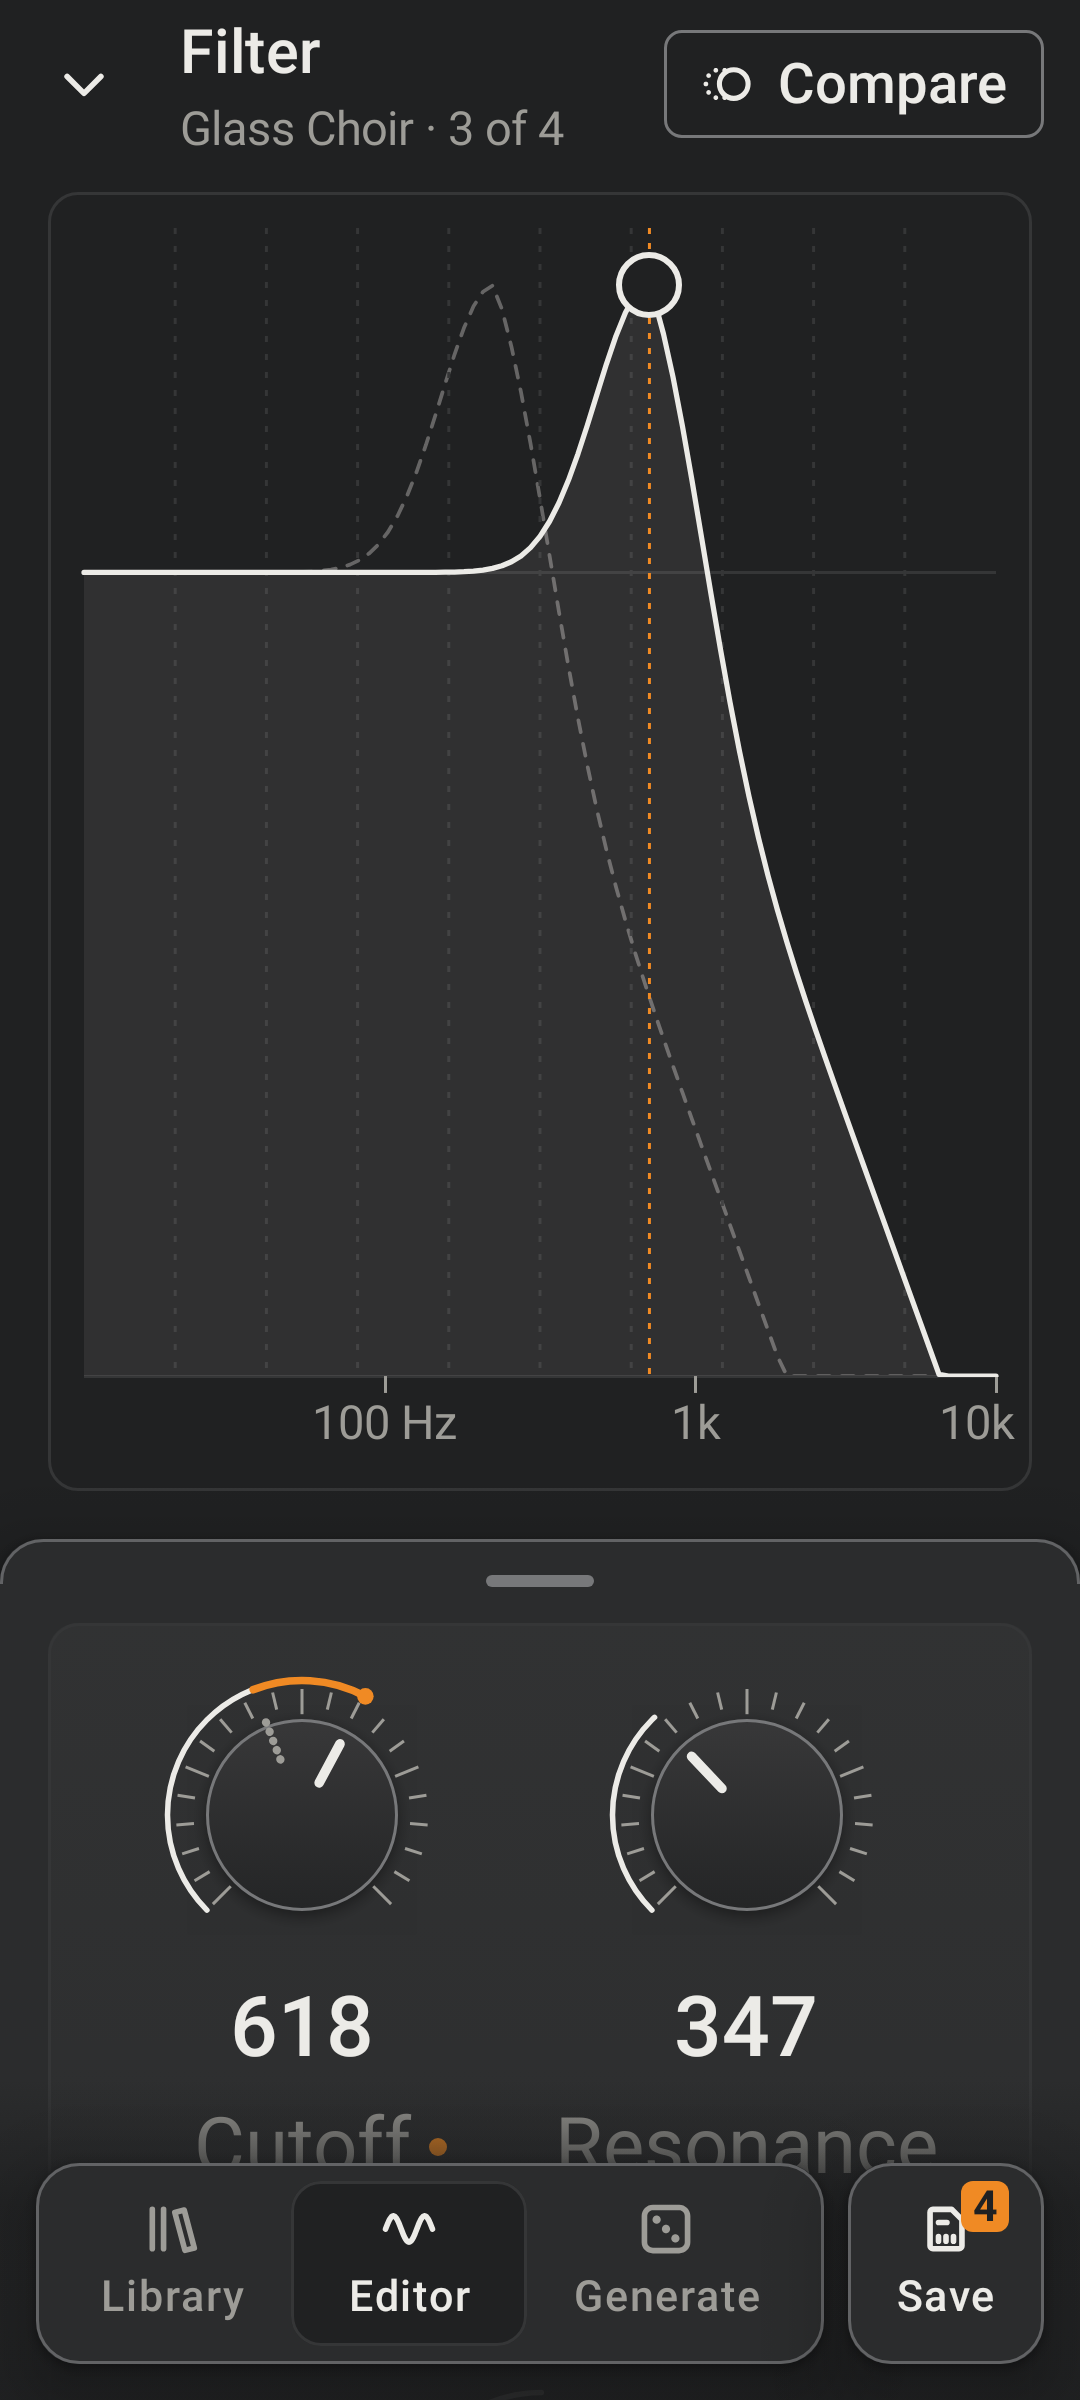 Filter
Glass Choir · 3 of 4
Compare
100 Hz
1k
10k
618
347
Cutoff
Resonance
Library
Editor
Generate
4
Save